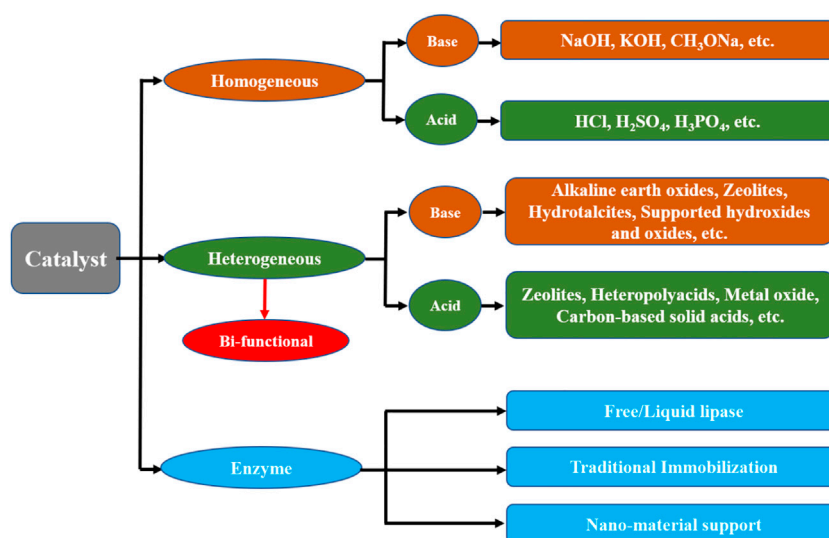 Catalyst
Homogeneous
Base
NaOH, KOH, CH₃ONa, etc.
Acid
HCl, H₂SO₄, H₃PO₄, etc.
Heterogeneous
Base
Alkaline earth oxides, Zeolites,
Hydrotalcites, Supported hydroxides
and oxides, etc.
Acid
Zeolites, Heteropolyacids, Metal oxide,
Carbon-based solid acids, etc.
Bi-functional
Enzyme
Free/Liquid lipase
Traditional Immobilization
Nano-material support